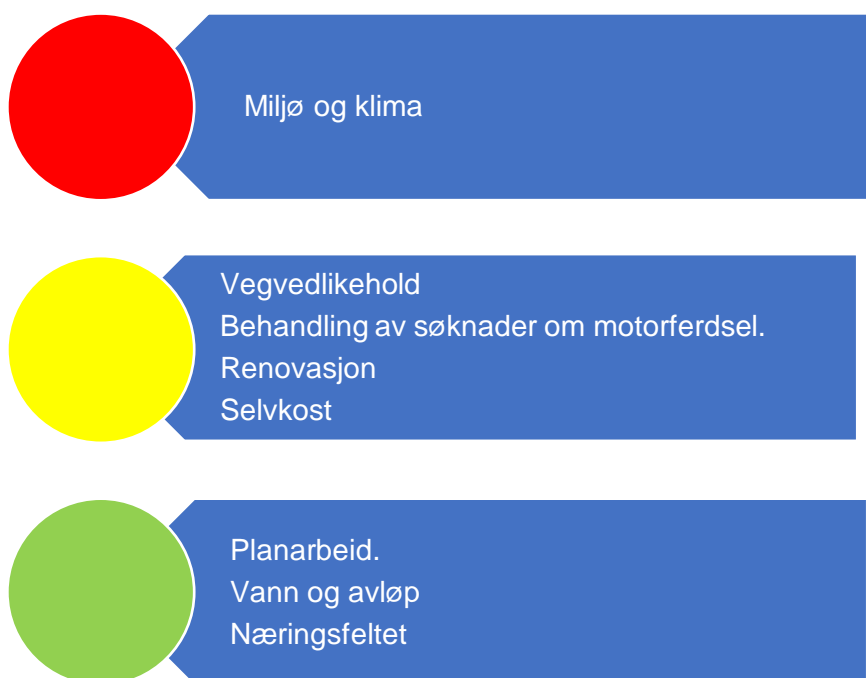 Miljø og klima
Vegvedlikehold
Behandling av søknader om motorferdsel.
Renovasjon
Selvkost
Planarbeid.
Vann og avløp
Næringsfeltet